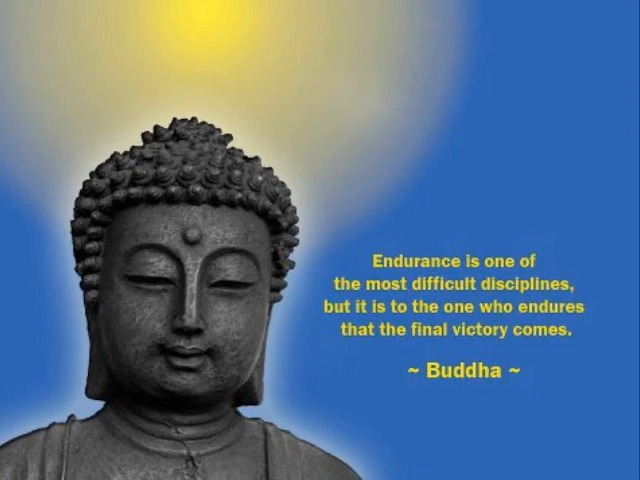 Endurance is one of
the most difficult disciplines,
but it is to the one who endures
that the final victory comes.
~ Buddha ~